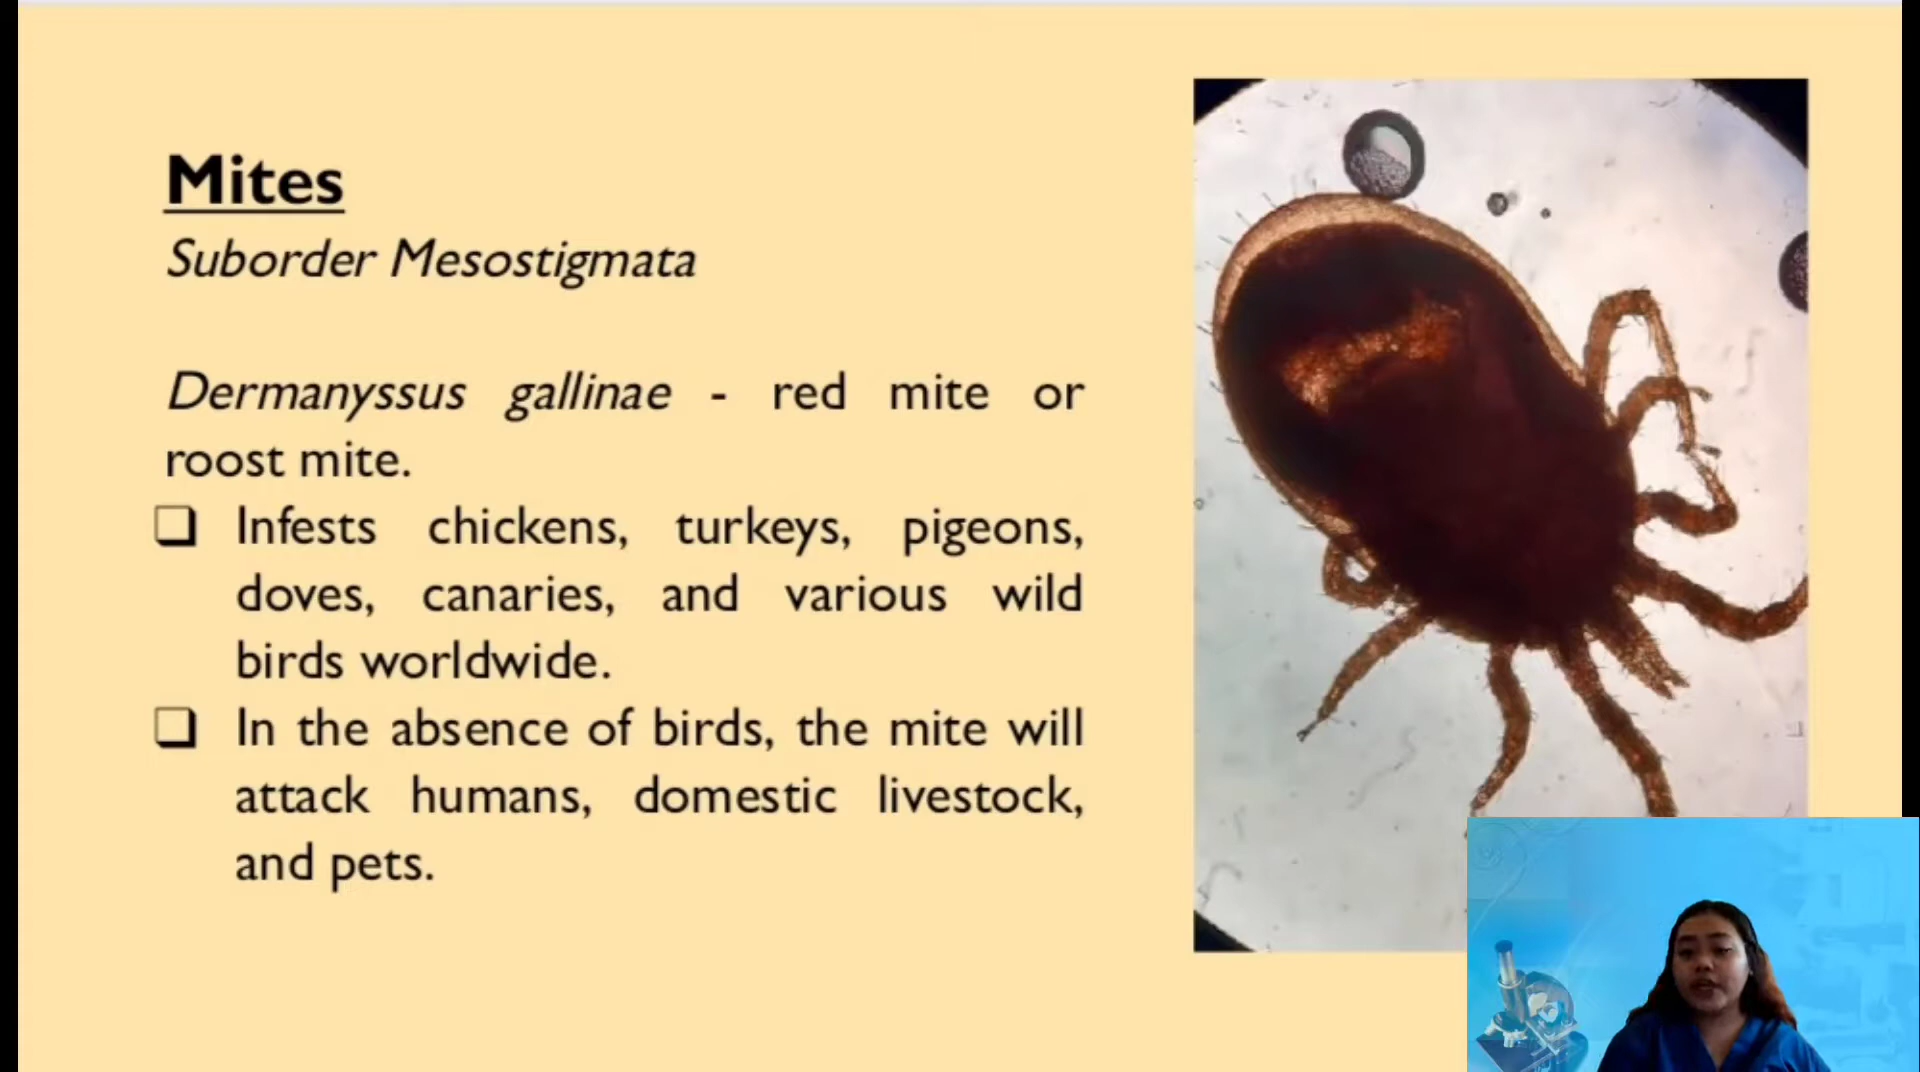 Mites
Suborder Mesostigmata
Dermanyssus gallinae - red mite or
roost mite.
❑ Infests chickens, turkeys, pigeons,
doves, canaries, and various wild
birds worldwide.
❑ In the absence of birds, the mite will
attack humans, domestic livestock,
and pets.